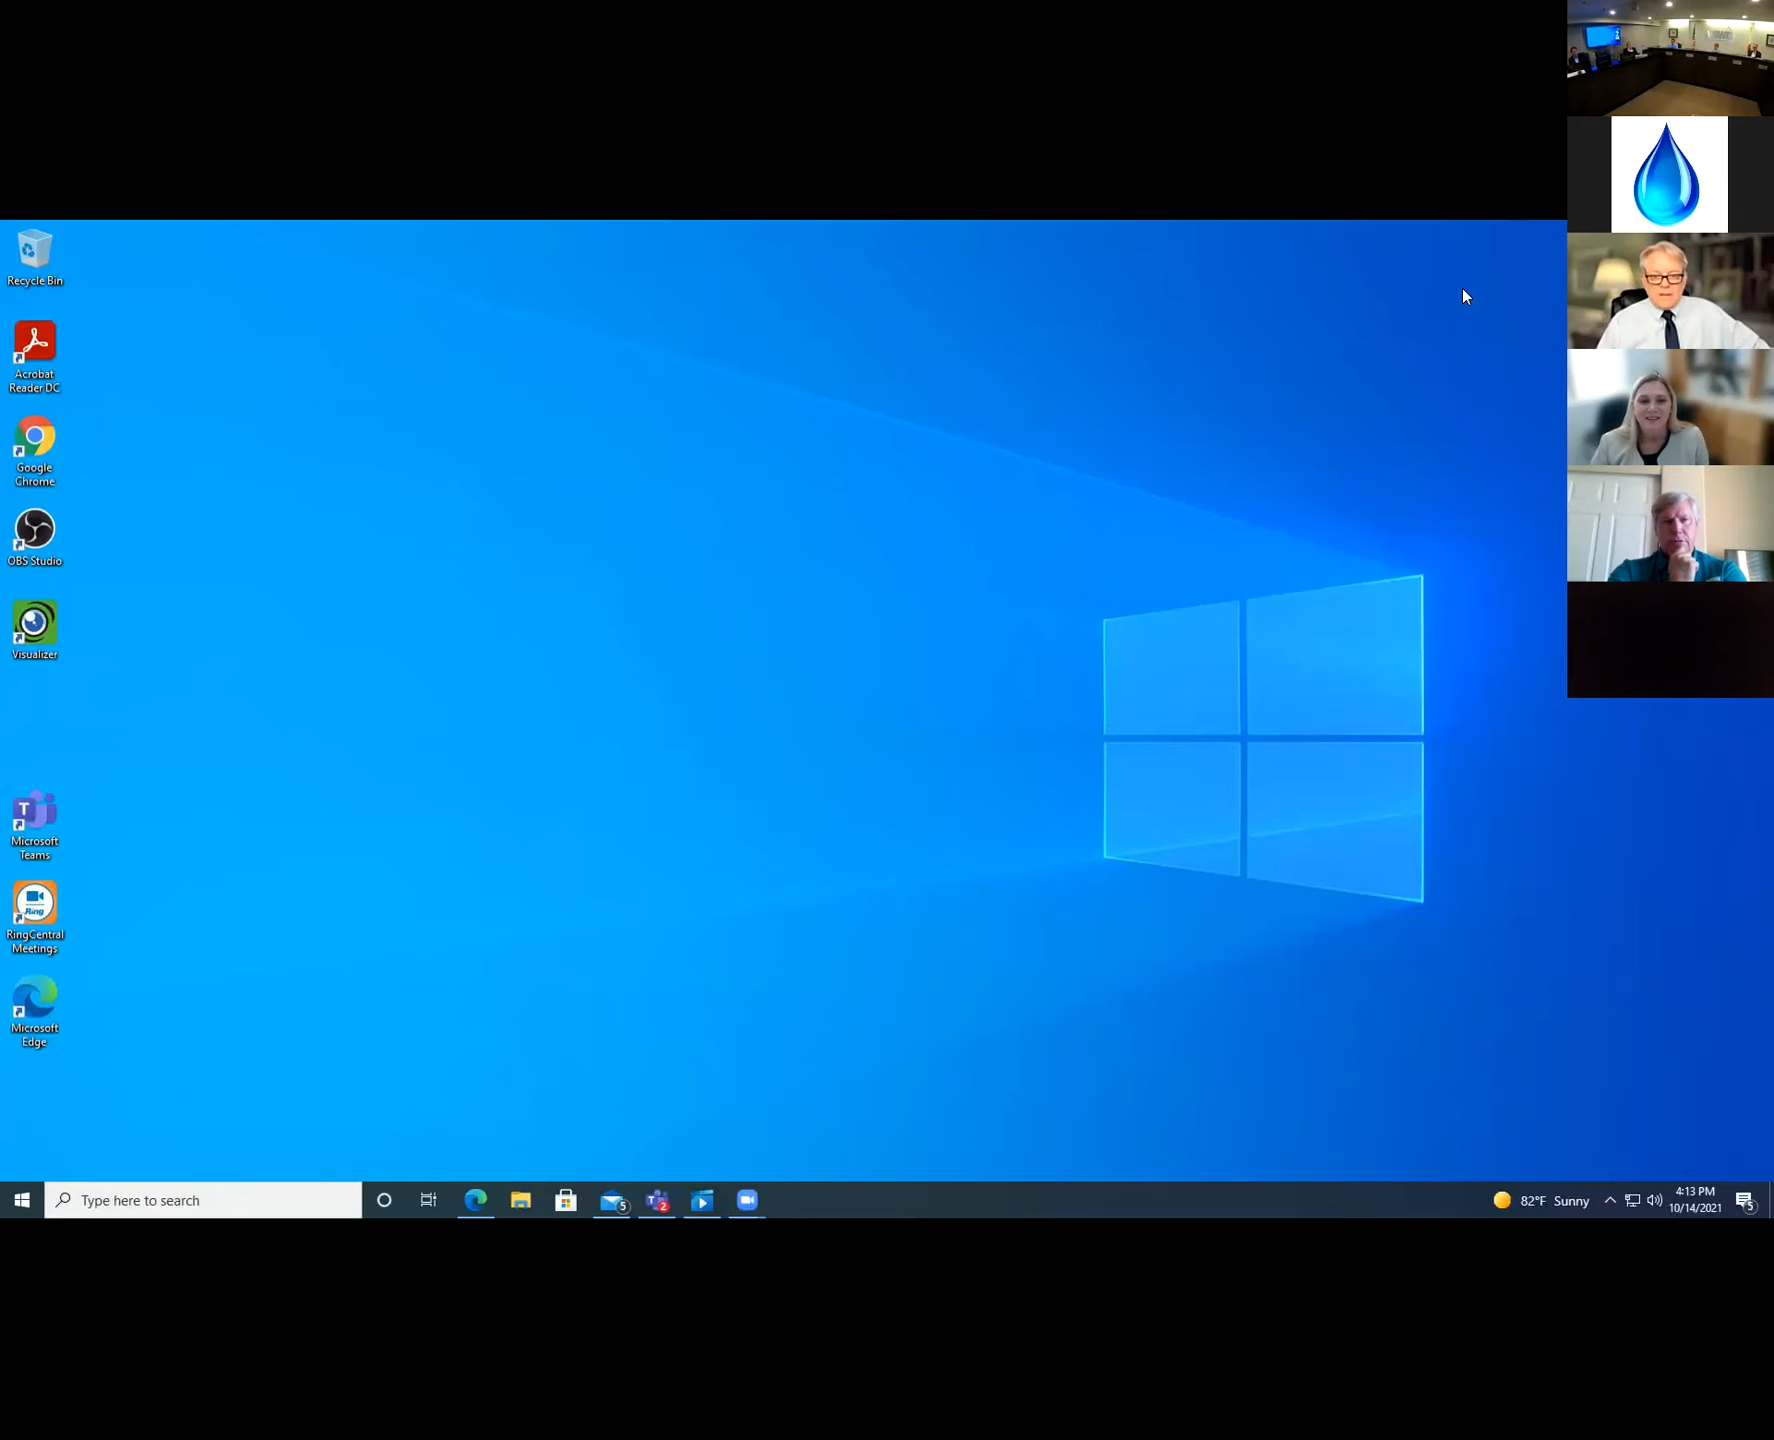 Recycle Bin
Acrobat
Reader DC
Google
Chrome
OBS Studio
Visualizer
T
Microsoft
Teams
Ring
RingCentral
Meetings
Microsoft
Edge
Type here to search
5
T
2
82°F Sunny
4:13 PM
10/14/2021
5